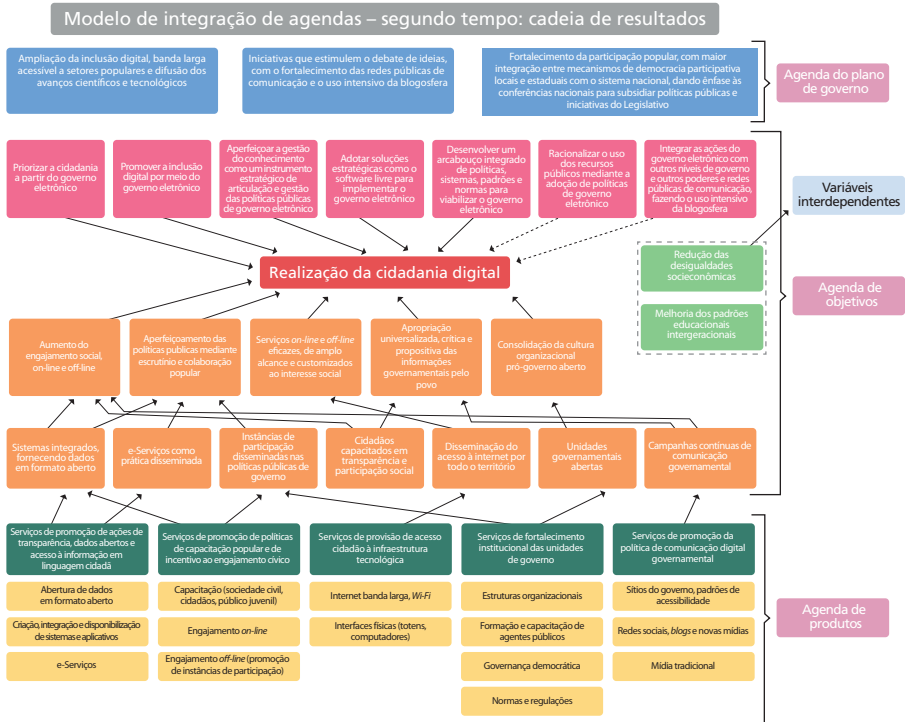 Modelo de integração de agendas – segundo tempo: cadeia de resultados
Ampliação da inclusão digital, banda larga
acessível a setores populares e difusão dos
avanços científicos e tecnológicos
Iniciativas que estimulem o debate de ideias,
com o fortalecimento das redes públicas de
comunicação e o uso intensivo da blogosfera
Fortalecimento da participação popular, com maior
integração entre mecanismos de democracia participativa
locais e estaduais com o sistema nacional, dando ênfase às
conferências nacionais para subsidiar políticas públicas e
iniciativas do Legislativo
Agenda do plano
de governo
Priorizar a cidadania
a partir do governo
eletrônico
Promover a inclusão
digital por meio do
governo eletrônico
Aperfeiçoar a gestão
do conhecimento
como um instrumento
estratégico de
articulação e gestão
das políticas públicas
de governo eletrônico
Adotar soluções
estratégicas como o
software livre para
implementar o
governo eletrônico
Desenvolver um
arcabouço integrado
de políticas,
sistemas, padrões e
normas para
viabilizar o governo
eletrônico
Racionalizar o uso
dos recursos
públicos mediante a
adoção de políticas
de governo
eletrônico
Integrar as ações do
governo eletrônico com
outros níveis de governo
e outros poderes e redes
públicas de comunicação,
fazendo o uso intensivo
da blogosfera
Variáveis
interdependentes
Realização da cidadania digital
Redução das
desigualdades
socieconômicas
Melhoria dos padrões
educacionais
intergeracionais
Agenda de
objetivos
Aumento do
engajamento social,
on-line e off-line
Aperfeiçoamento das
políticas publicas mediante
escrutínio e colaboração
popular
Serviços on-line e off-line
eficazes, de amplo
alcance e customizados
ao interesse social
Apropriação
universalizada, crítica e
propositiva das
informações
governamentais pelo
povo
Consolidação da cultura
organizacional
pró-governo aberto
Sistemas integrados,
fornecendo dados
em formato aberto
e-Serviços como
prática disseminada
Instâncias de
participação
disseminadas nas
políticas públicas de
governo
Cidadãos
capacitados em
transparência e
participação social
Disseminação do
acesso à internet por
todo o território
Unidades
governamentais
abertas
Campanhas contínuas de
comunicação
governamental
Serviços de promoção de ações de
transparência, dados abertos e
acesso à informação em
linguagem cidadã
Serviços de promoção de políticas
de capacitação popular e de
incentivo ao engajamento cívico
Serviços de provisão de acesso
cidadão à infraestrutura
tecnológica
Serviços de fortalecimento
institucional das unidades
de governo
Serviços de promoção da
política de comunicação digital
governamental
Abertura de dados
em formato aberto
Capacitação (sociedade civil,
cidadãos, público juvenil)
Internet banda larga, Wi-Fi
Estruturas organizacionais
Sítios do governo, padrões de
acessibilidade
Criação, integração e disponibilização
de sistemas e aplicativos
Engajamento on-line
Interfaces físicas (totens,
computadores)
Formação e capacitação de
agentes públicos
Redes sociais, blogs e novas mídias
Agenda de
produtos
e-Serviços
Engajamento off-line (promoção
de instâncias de participação)
Governança democrática
Mídia tradicional
Normas e regulações